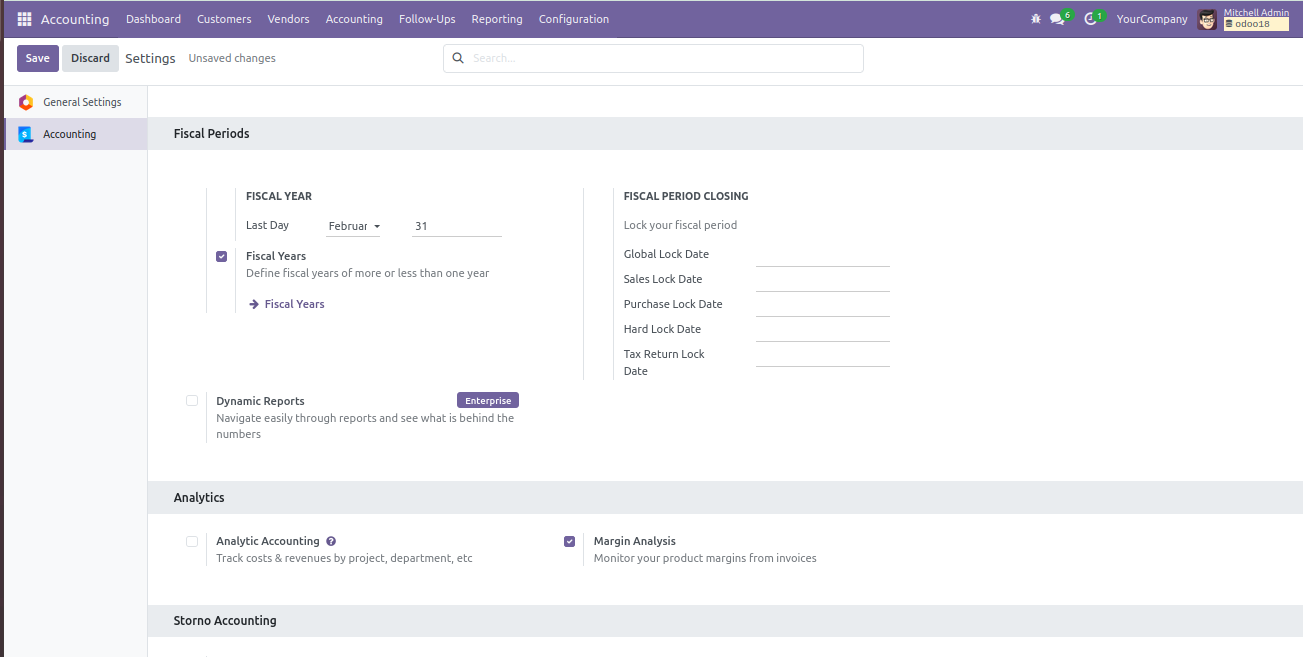 Accounting Dashboard Customers Vendors Accounting Follow-Ups Reporting Configuration 6 1 YourCompany Mitchell Admin
odoo18
Save Discard Settings Unsaved changes Search...
General Settings
Accounting
Fiscal Periods
FISCAL YEAR
Last Day Februar 31
Fiscal Years
Define fiscal years of more or less than one year
Fiscal Years
FISCAL PERIOD CLOSING
Lock your fiscal period
Global Lock Date
Sales Lock Date
Purchase Lock Date
Hard Lock Date
Tax Return Lock
Date
Dynamic Reports Enterprise
Navigate easily through reports and see what is behind the
numbers
Analytics
Analytic Accounting ?
Track costs & revenues by project, department, etc
Margin Analysis
Monitor your product margins from invoices
Storno Accounting